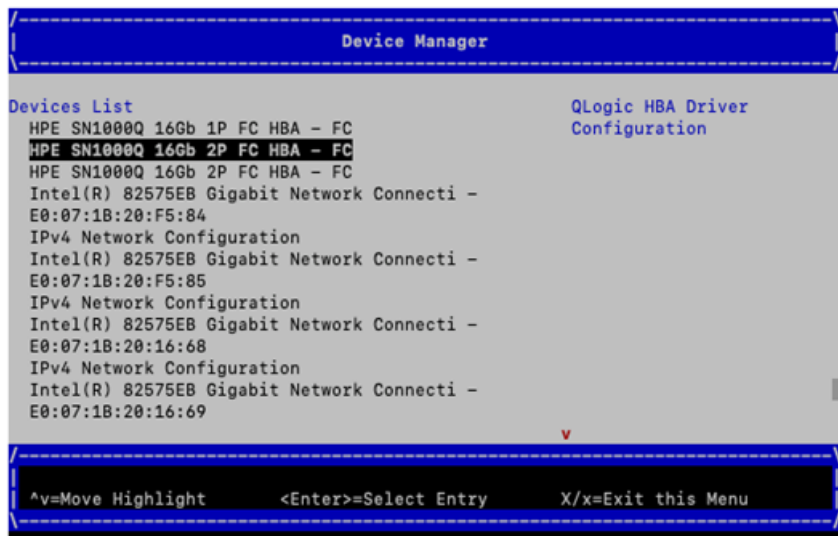 Device Manager
Devices List
QLogic HBA Driver
HPE SN1000Q 16Gb 1P FC HBA - FC
Configuration
HPE SN1000Q 16Gb 2P FC HBA - FC
HPE SN1000Q 16Gb 2P FC HBA - FC
Intel(R) 82575EB Gigabit Network Connecti -
E0:07:1B:20:F5:84
IPv4 Network Configuration
Intel(R) 82575EB Gigabit Network Connecti -
E0:07:1B:20:F5:85
IPv4 Network Configuration
Intel(R) 82575EB Gigabit Network Connecti -
E0:07:1B:20:16:68
IPv4 Network Configuration
Intel(R) 82575EB Gigabit Network Connecti -
E0:07:1B:20:16:69
v
^v=Move Highlight <Enter>=Select Entry X/x=Exit this Menu